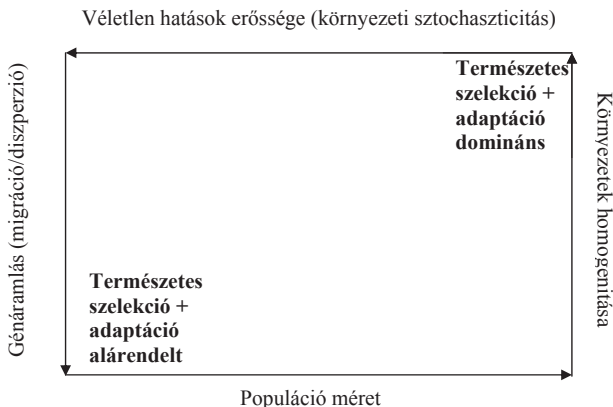 Véletlen hatások erőssége (környezeti sztochaszticitás)
Természetes
szelekció +
adaptáció
domináns
Génáramlás (migráció/diszperzió)
Környezetek homogenitása
Természetes
szelekció +
adaptáció
alárendelt
Populáció méret